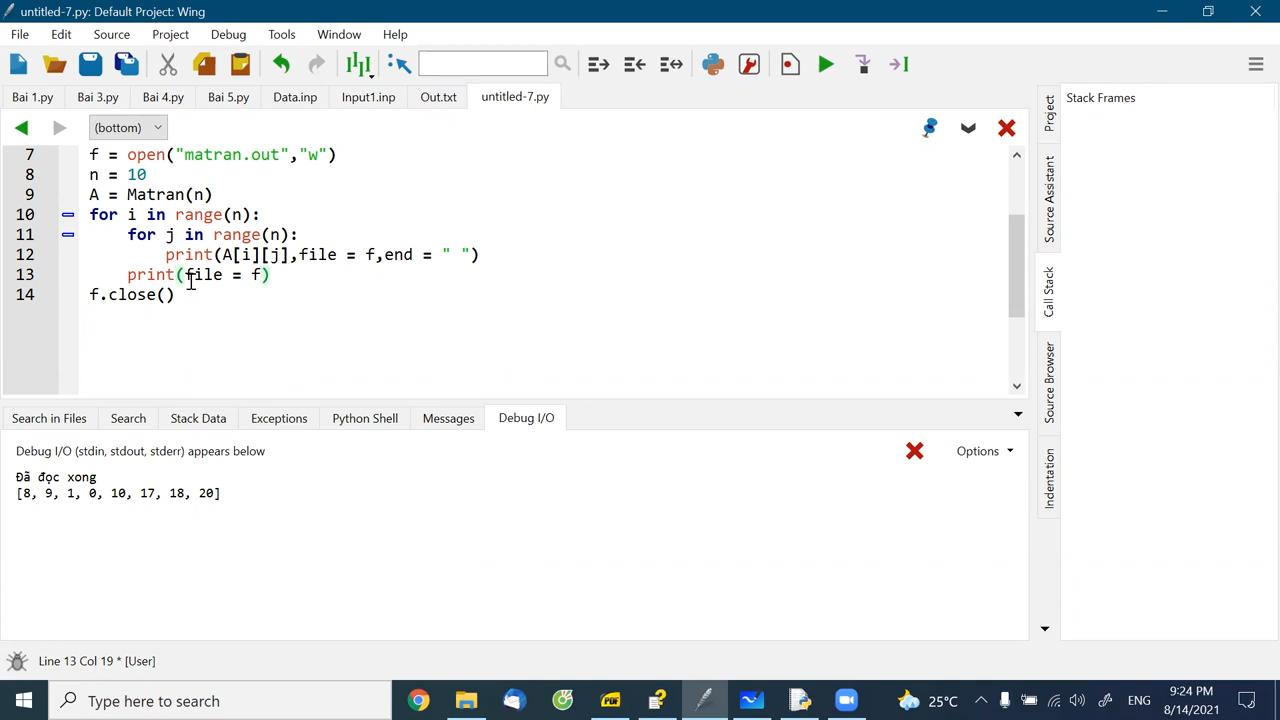 untitled-7.py: Default Project: Wing
File Edit Source Project Debug Tools Window Help
Bai 1.py Bai 3.py Bai 4.py Bai 5.py Data.inp Input1.inp Out.txt untitled-7.py
Stack Frames
(bottom)
7 f = open("matran.out","w")
8 n = 10
9 A = Matran(n)
10 for i in range(n):
11 for j in range(n):
12 print(A[i][j],file = f,end = " ")
13 print(file = f)
14 f.close()
Project
Source Assistant
Call Stack
Source Browser
Indentation
Search in Files Search Stack Data Exceptions Python Shell Messages Debug I/O
Debug I/O (stdin, stdout, stderr) appears below
Options
Đã đọc xong
[8, 9, 1, 0, 10, 17, 18, 20]
Line 13 Col 19 * [User]
Type here to search
PDF
25°C
ENG
9:24 PM
8/14/2021